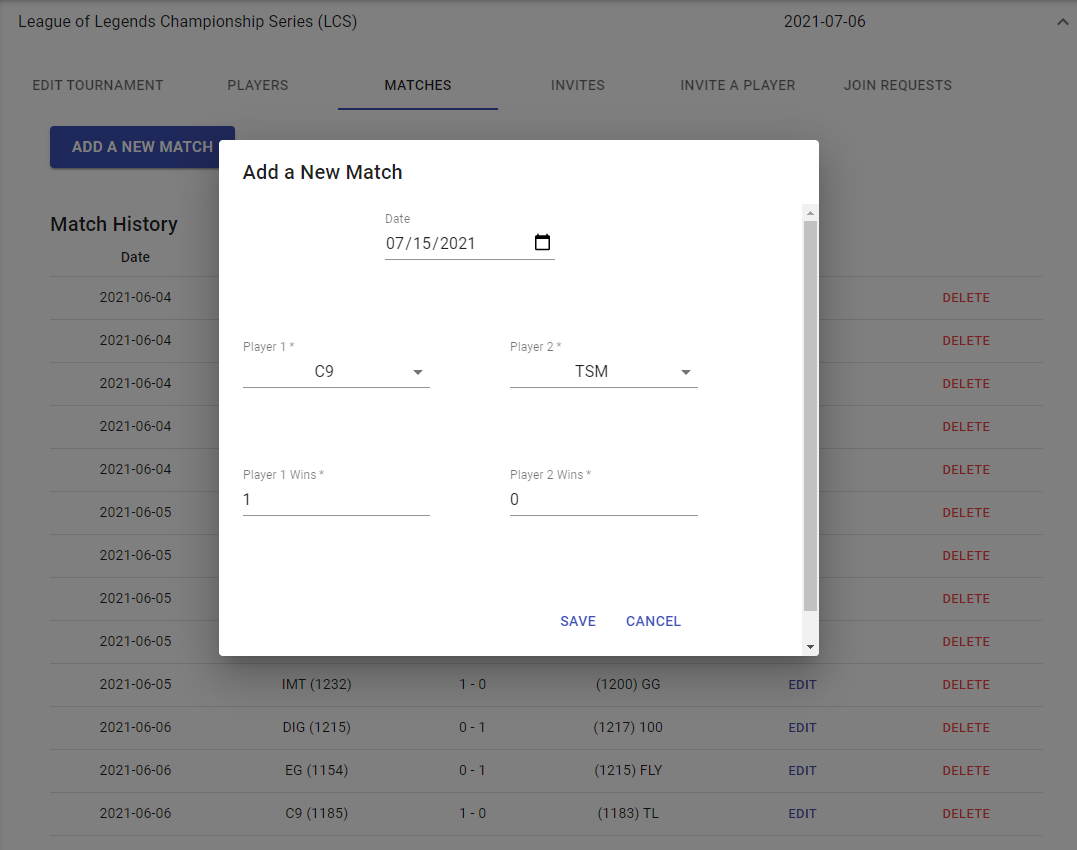 League of Legends Championship Series (LCS) 2021-07-06
EDIT TOURNAMENT PLAYERS MATCHES INVITES INVITE A PLAYER JOIN REQUESTS
ADD A NEW MATCH
Add a New Match
Date
07/15/2021
Player 1 * Player 2 *
C9 TSM
Player 1 Wins * Player 2 Wins *
1 0
SAVE CANCEL
Match History
Date
2021-06-04 DELETE
2021-06-04 DELETE
2021-06-04 DELETE
2021-06-04 DELETE
2021-06-04 DELETE
2021-06-05 DELETE
2021-06-05 DELETE
2021-06-05 DELETE
2021-06-05 DELETE
2021-06-05 IMT (1232) 1 - 0 (1200) GG EDIT DELETE
2021-06-06 DIG (1215) 0 - 1 (1217) 100 EDIT DELETE
2021-06-06 EG (1154) 0 - 1 (1215) FLY EDIT DELETE
2021-06-06 C9 (1185) 1 - 0 (1183) TL EDIT DELETE